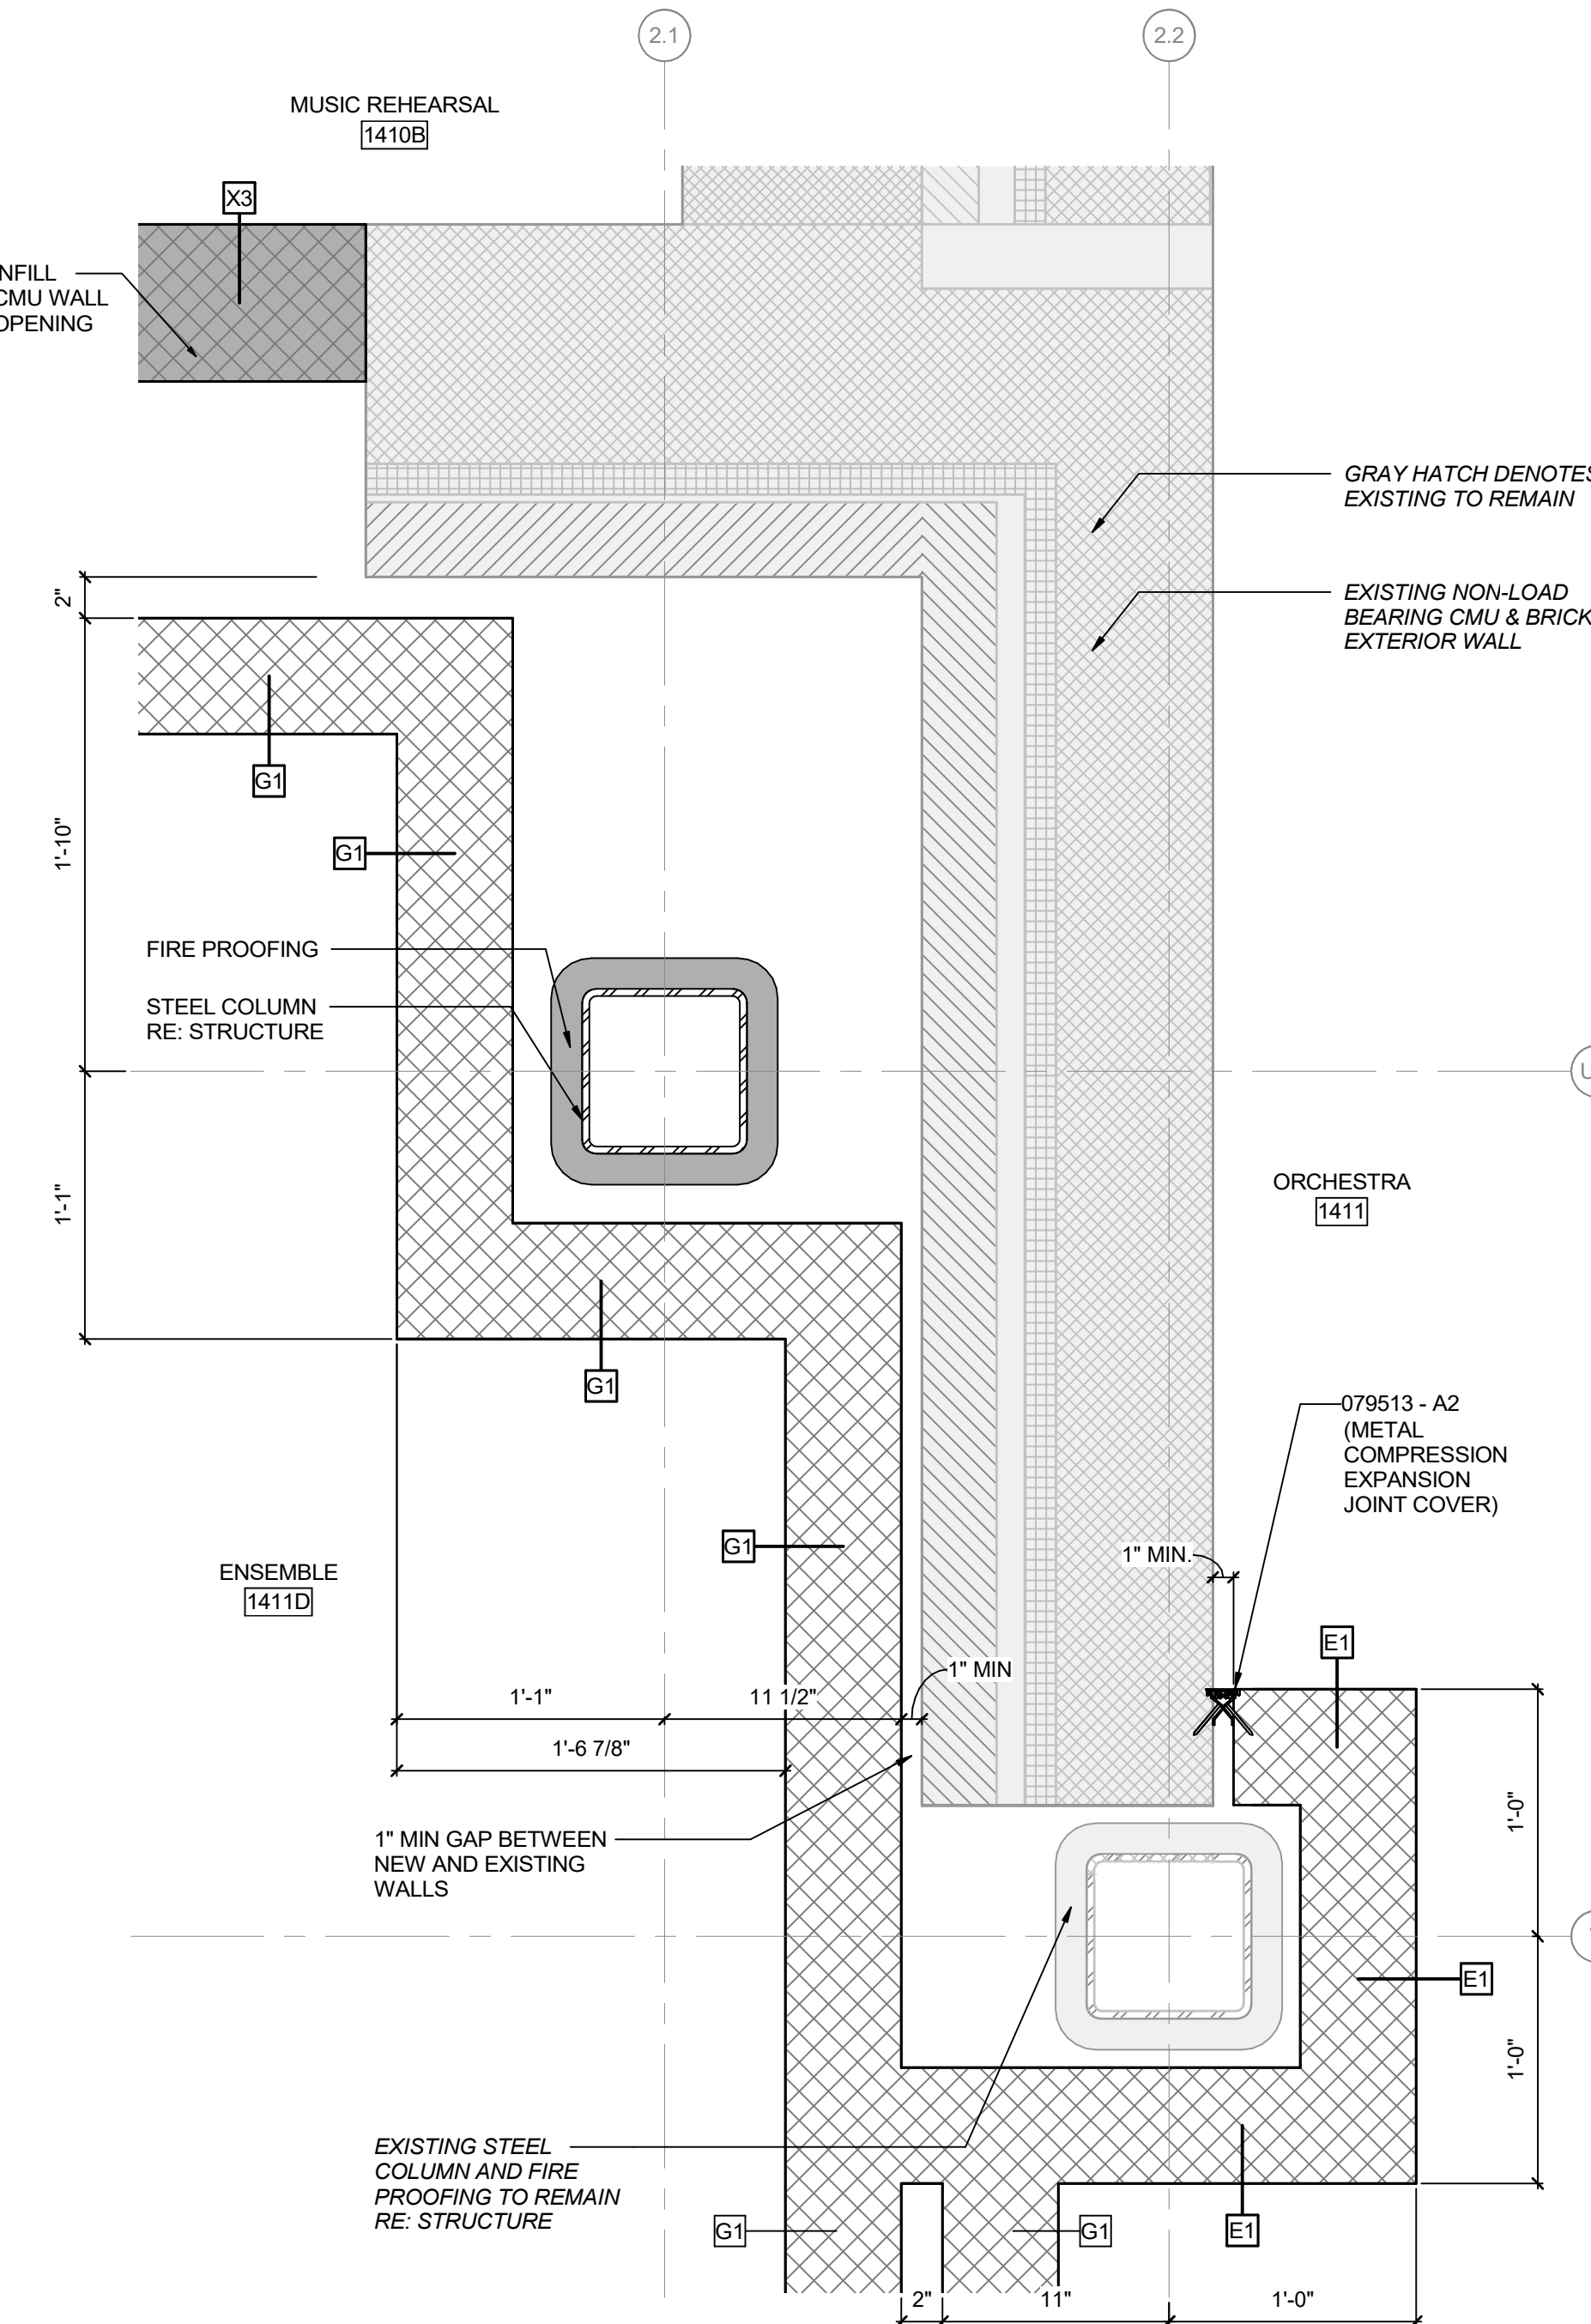 2.1
2.2
MUSIC REHEARSAL
1410B
X3
NFILL
CMU WALL
OPENING
GRAY HATCH DENOTES
EXISTING TO REMAIN
EXISTING NON-LOAD
BEARING CMU & BRICK
EXTERIOR WALL
2"
G1
1'-10"
G1
FIRE PROOFING
STEEL COLUMN
RE: STRUCTURE
U
1'-1"
ORCHESTRA
1411
G1
079513 - A2
(METAL
COMPRESSION
EXPANSION
JOINT COVER)
G1
1" MIN.
ENSEMBLE
1411D
E1
1" MIN
1'-1"
11 1/2"
1'-6 7/8"
1'-0"
1" MIN GAP BETWEEN
NEW AND EXISTING
WALLS
E1
1'-0"
EXISTING STEEL
COLUMN AND FIRE
PROOFING TO REMAIN
RE: STRUCTURE
G1
G1
E1
2"
11"
1'-0"